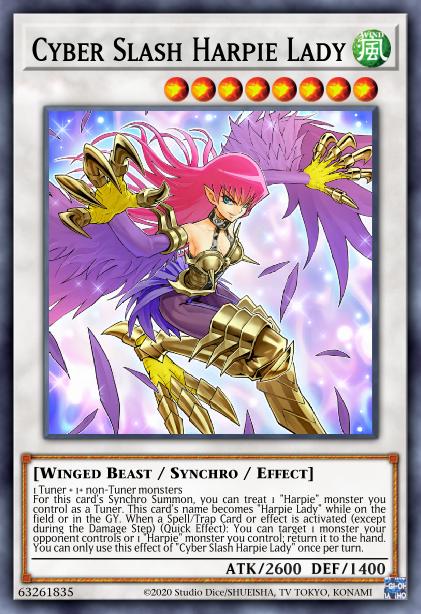 CYBER SLASH HARPIE LADY
WIND
風
[WINGED BEAST / SYNCHRO / EFFECT]
1 Tuner + 1+ non-Tuner monsters
For this card's Synchro Summon, you can treat 1 "Harpie" monster you
control as a Tuner. This card's name becomes "Harpie Lady" while on the
field or in the GY. When a Spell/Trap Card or effect is activated (except
during the Damage Step) (Quick Effect): You can target 1 monster your
opponent controls or 1 "Harpie" monster you control; return it to the hand.
You can only use this effect of "Cyber Slash Harpie Lady" once per turn.
ATK/2600 DEF/1400
63261835 ©2020 Studio Dice/SHUEISHA, TV TOKYO, KONAMI